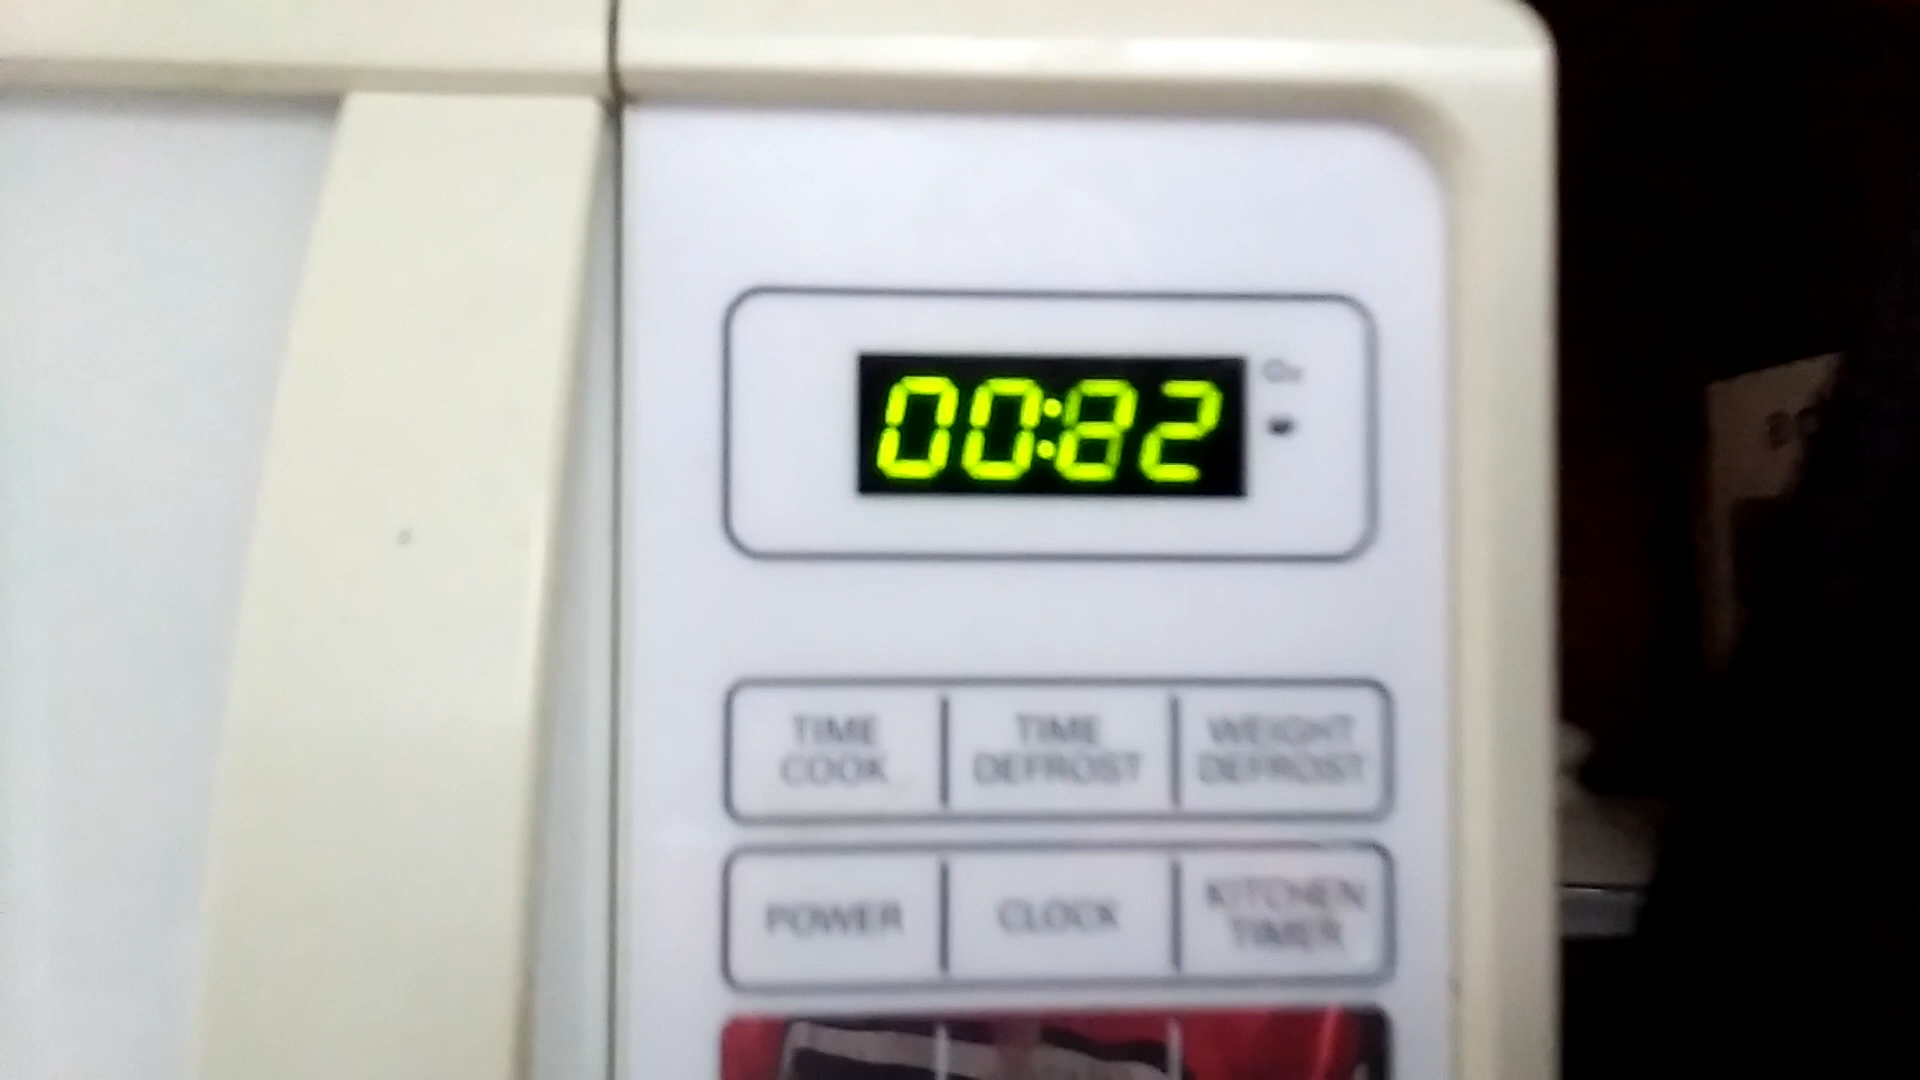 00:82
TIME
COOK
TIME
DEFROST
WEIGHT
DEFROST
POWER
CLOCK
KITCHEN
TIMER